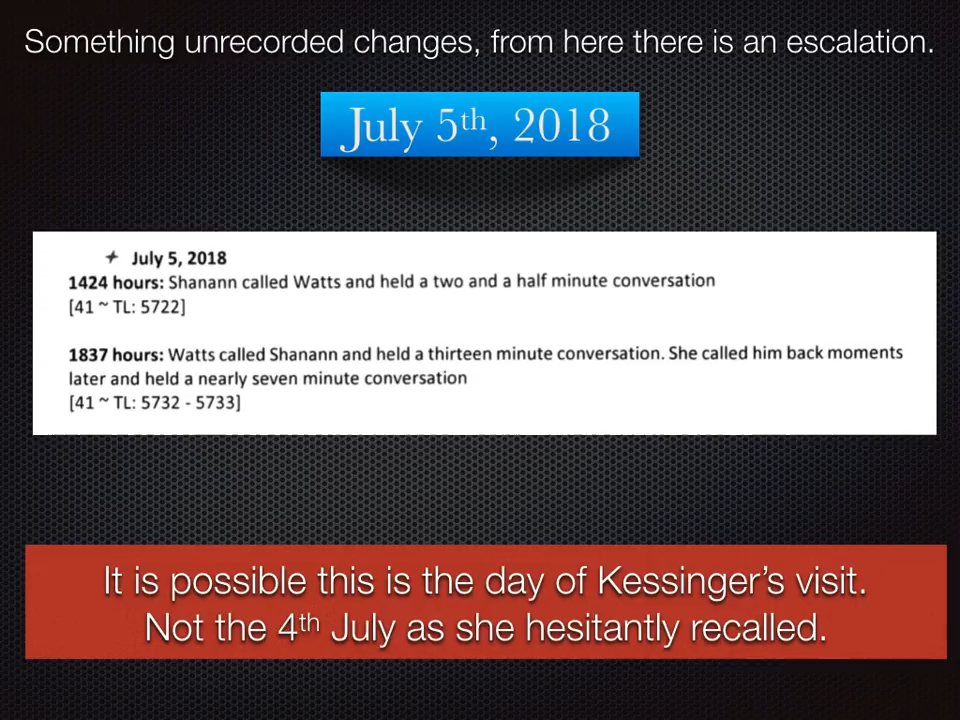 Something unrecorded changes, from here there is an escalation.
July 5th, 2018
+ July 5, 2018
1424 hours: Shanann called Watts and held a two and a half minute conversation
[41 ~ TL: 5722]
1837 hours: Watts called Shanann and held a thirteen minute conversation. She called him back moments
later and held a nearly seven minute conversation
[41 ~ TL: 5732 - 5733]
It is possible this is the day of Kessinger's visit.
Not the 4th July as she hesitantly recalled.